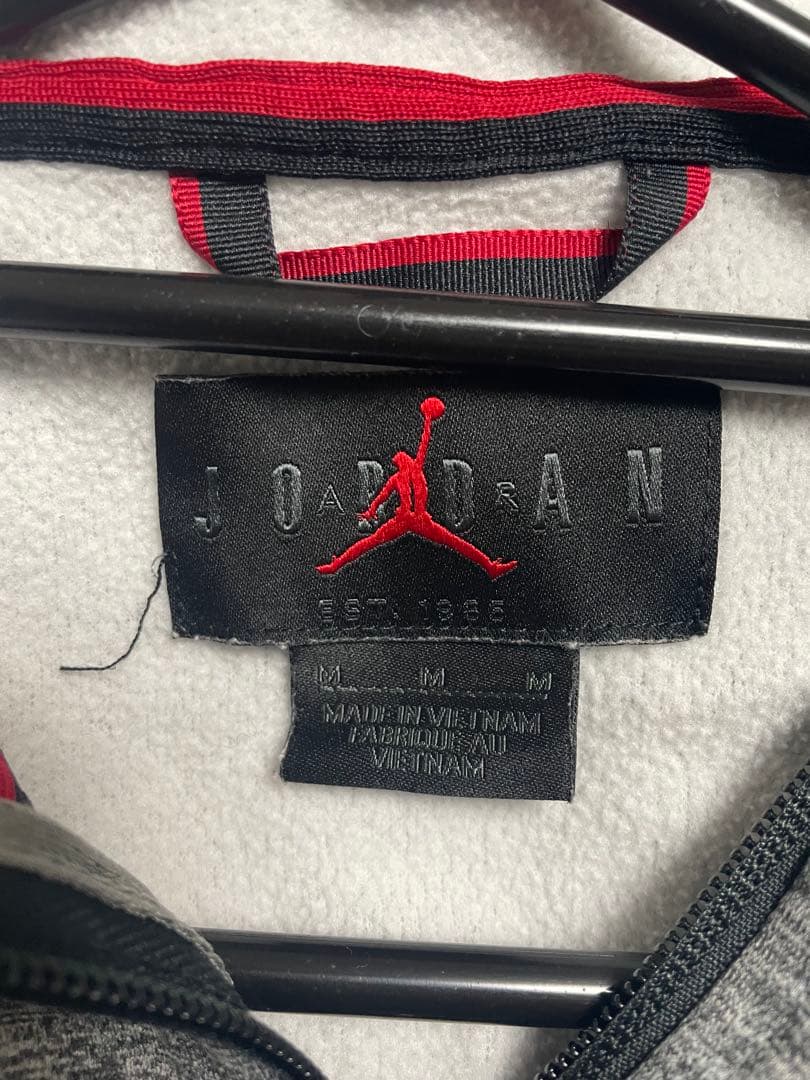 JORDAN
AIR
EST. 1985
M M M
MADE IN VIETNAM
FABRIQUE AU
VIETNAM